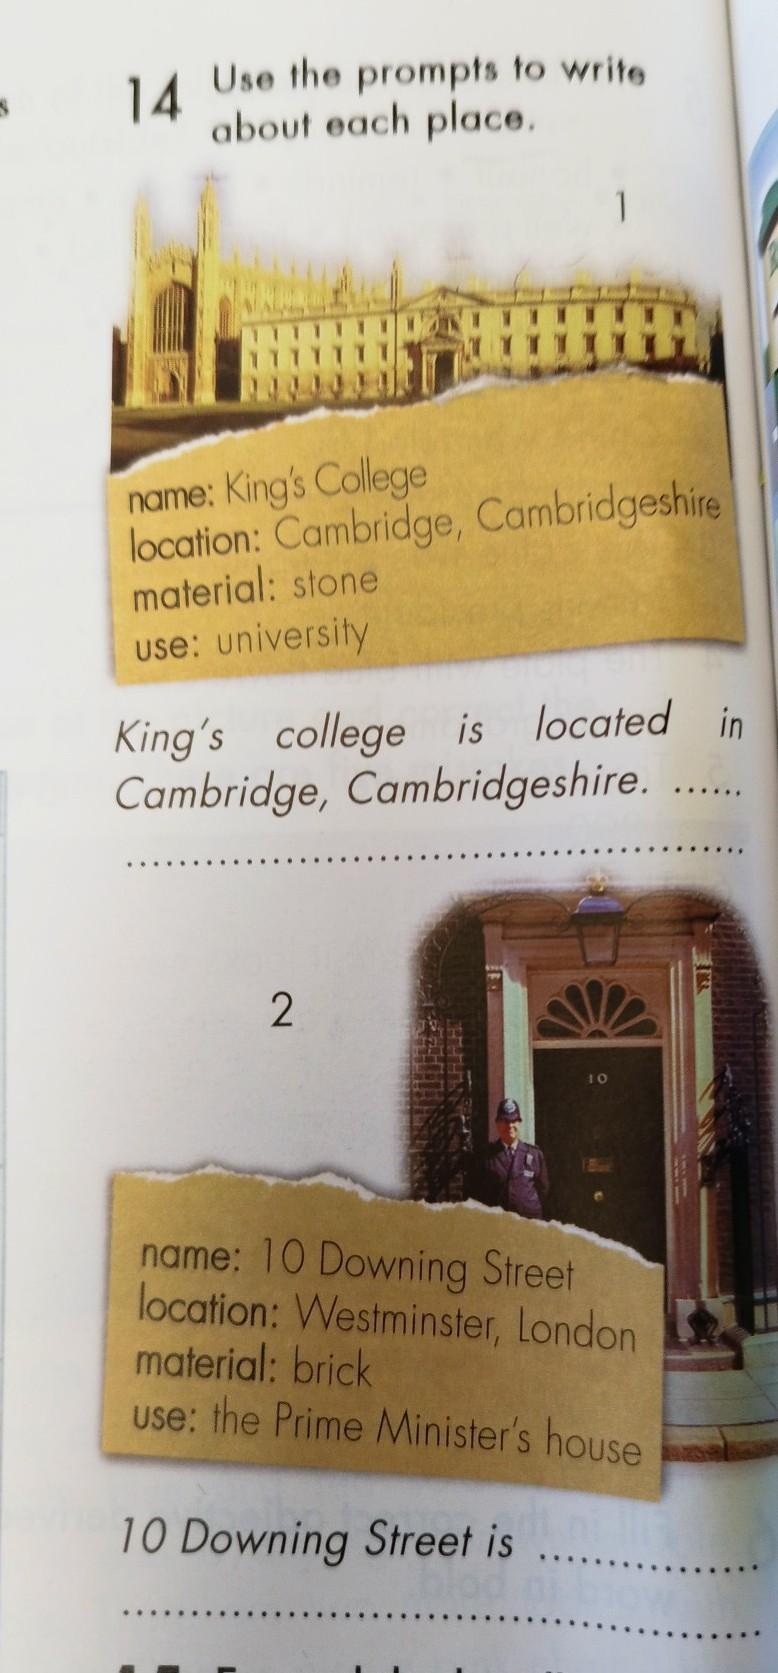 14 Use the prompts to write
about each place.
1
name: King's College
location: Cambridge, Cambridgeshire
material: stone
use: university
King's college is located in
Cambridge, Cambridgeshire. ......
..........................................
2
10
name: 10 Downing Street
location: Westminster, London
material: brick
use: the Prime Minister's house
10 Downing Street is ...............
..........................................